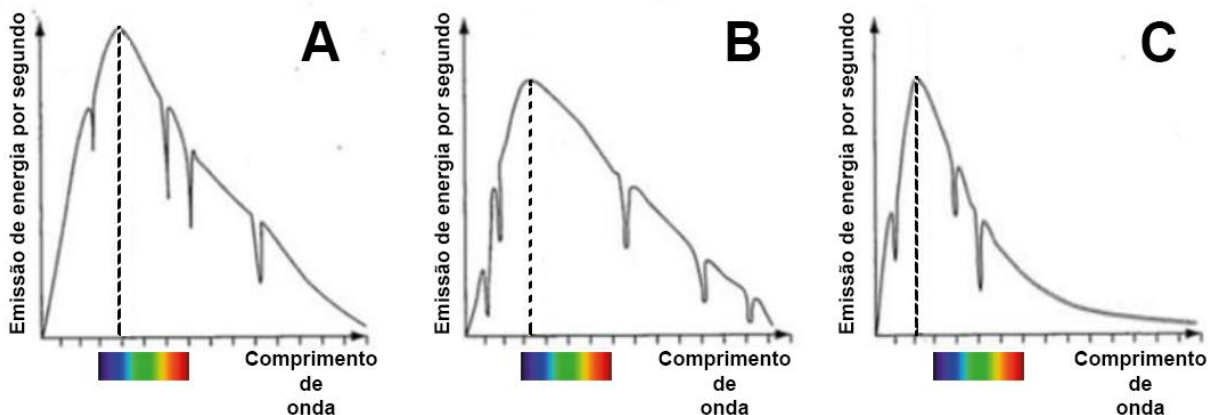 Emissão de energia por segundo
A
Comprimento
de
onda
Emissão de energia por segundo
B
Comprimento
de
onda
Emissão de energia por segundo
C
Comprimento
de
onda